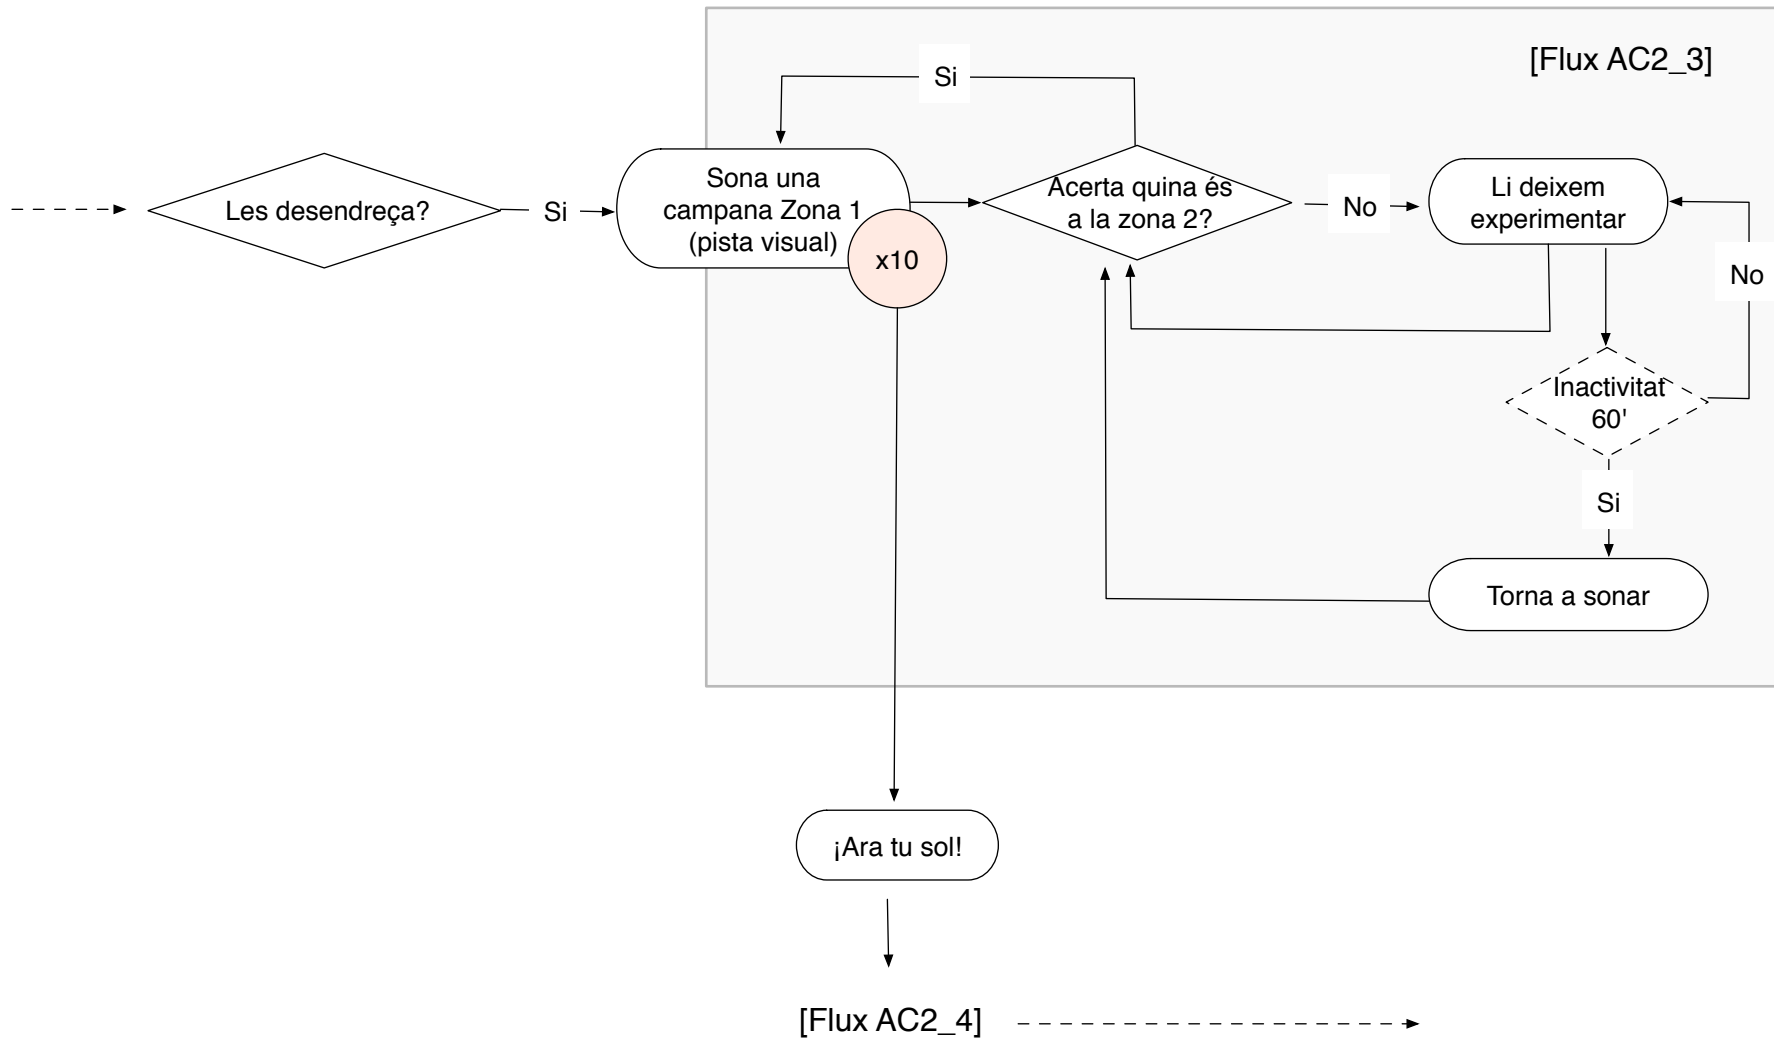 [Flux AC2_3]
Si
Les desendreça?
Si
Sona una
campana Zona 1
(pista visual)
x10
Acerta quina és
a la zona 2?
No
Li deixem
experimentar
No
Inactivitat
60'
Si
Torna a sonar
¡Ara tu sol!
[Flux AC2_4]